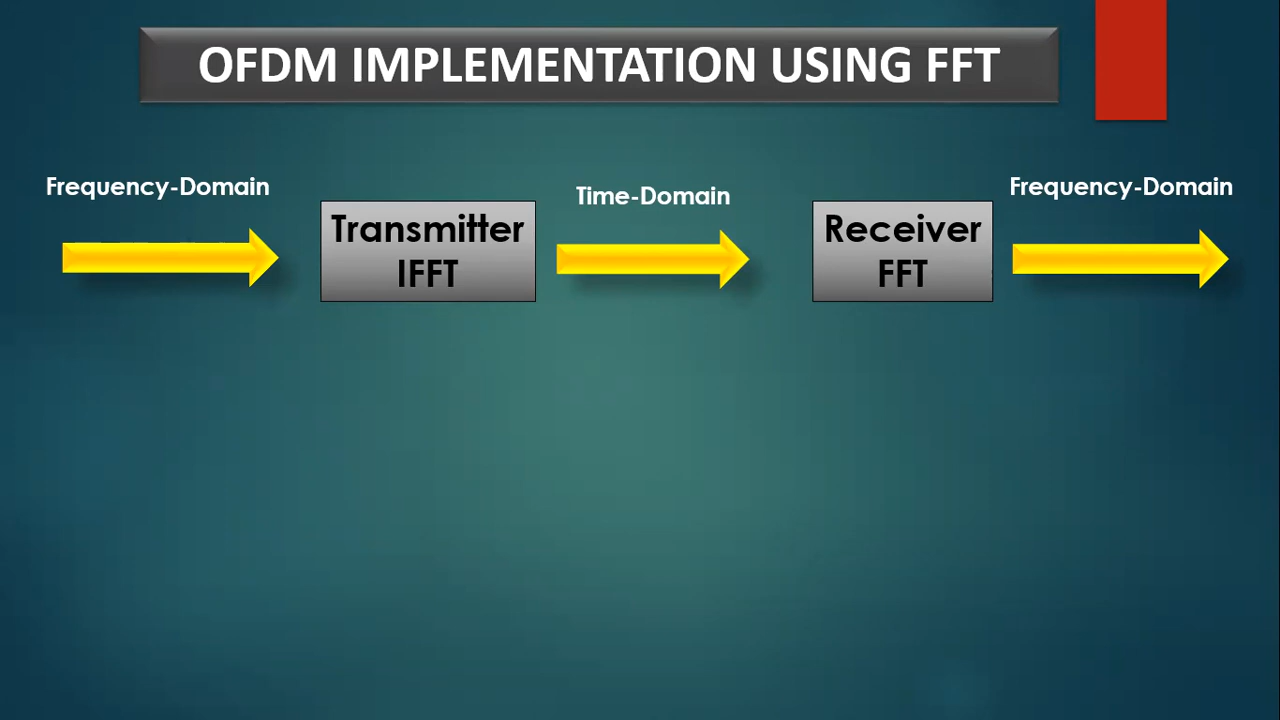 OFDM IMPLEMENTATION USING FFT
Frequency-Domain
Transmitter
IFFT
Time-Domain
Receiver
FFT
Frequency-Domain